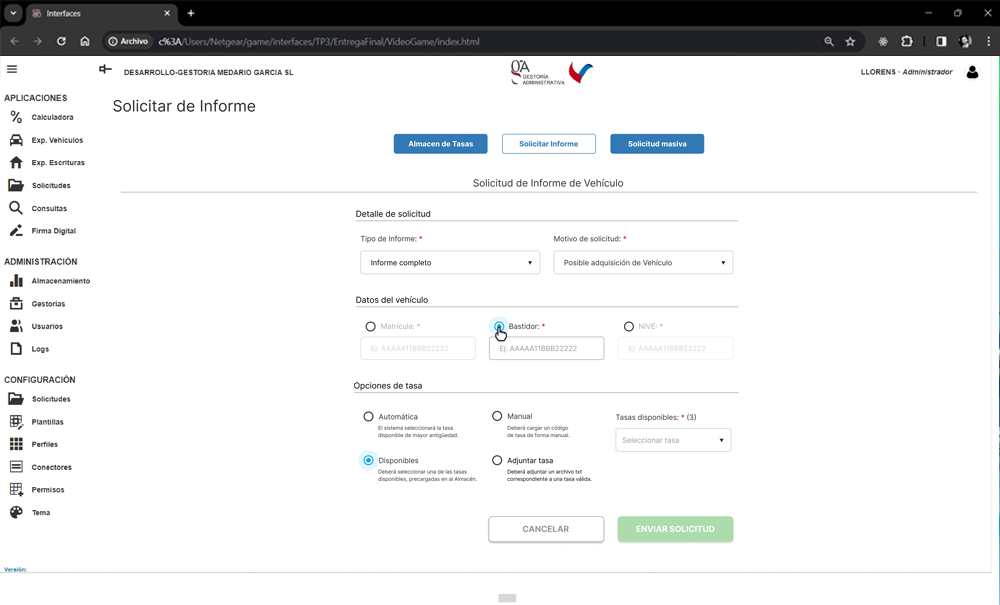 Interfaces
Archivo c%3A/Users/Netgear/game/interfaces/TP3/EntregaFinal/VideoGame/index.html
DESARROLLO-GESTORIA MEDARIO GARCIA SL
GA
GESTORÍA
ADMINISTRATIVA
LLORENS - Administrador
APLICACIONES
Calculadora
Exp. Vehículos
Exp. Escrituras
Solicitudes
Consultas
Firma Digital
ADMINISTRACIÓN
Almacenamiento
Gestorías
Usuarios
Logs
CONFIGURACIÓN
Solicitudes
Plantillas
Perfiles
Conectores
Permisos
Tema
Versión:
Solicitar de Informe
Almacen de Tasas
Solicitar Informe
Solicitud masiva
Solicitud de Informe de Vehículo
Detalle de solicitud
Tipo de Informe: *
Motivo de solicitud: *
Informe completo
Posible adquisición de Vehículo
Datos del vehículo
Matrícula: *
Bastidor: *
NIVE: *
Ej: AAAAA11BBB22222
Ej: AAAAA11BBB22222
Ej: AAAAA11BBB22222
Opciones de tasa
Automática
El sistema seleccionará la tasa
disponible de mayor antigüedad.
Manual
Deberá cargar un código
de tasa de forma manual.
Tasas disponibles: * (3)
Seleccionar tasa
Disponibles
Deberá seleccionar una de las tasas
disponibles, precargadas en al Almacén.
Adjuntar tasa
Deberá adjuntar un archivo txt
correspondiente a una tasa válida.
CANCELAR
ENVIAR SOLICITUD